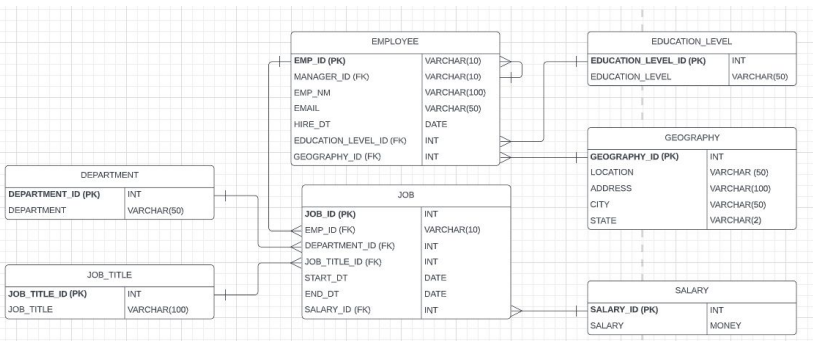 EMPLOYEE
EMP_ID (PK) VARCHAR(10)
MANAGER_ID (FK) VARCHAR(10)
EMP_NM VARCHAR(100)
EMAIL VARCHAR(50)
HIRE_DT DATE
EDUCATION_LEVEL_ID (FK) INT
GEOGRAPHY_ID (FK) INT
EDUCATION_LEVEL
EDUCATION_LEVEL_ID (PK) INT
EDUCATION_LEVEL VARCHAR(50)
GEOGRAPHY
GEOGRAPHY_ID (PK) INT
LOCATION VARCHAR (50)
ADDRESS VARCHAR(100)
CITY VARCHAR(50)
STATE VARCHAR(2)
DEPARTMENT
DEPARTMENT_ID (PK) INT
DEPARTMENT VARCHAR(50)
JOB
JOB_ID (PK) INT
EMP_ID (FK) VARCHAR(10)
DEPARTMENT_ID (FK) INT
JOB_TITLE_ID (FK) INT
START_DT DATE
END_DT DATE
SALARY_ID (FK) INT
JOB_TITLE
JOB_TITLE_ID (PK) INT
JOB_TITLE VARCHAR(100)
SALARY
SALARY_ID (PK) INT
SALARY MONEY